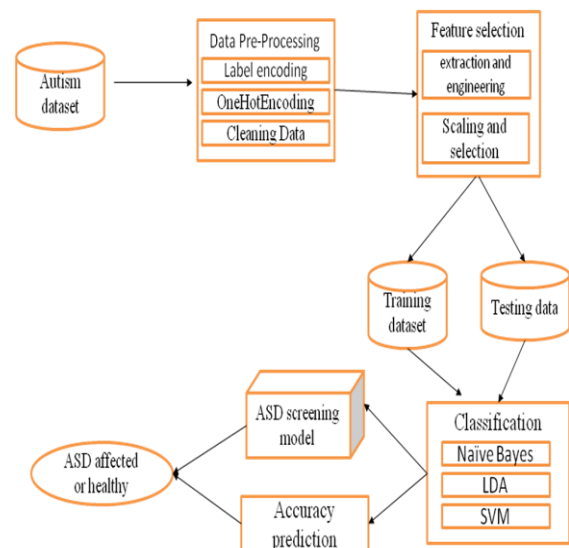 Autism
dataset
Data Pre-Processing
Label encoding
OneHotEncoding
Cleaning Data
Feature selection
extraction and
engineering
Scaling and
selection
Training
dataset
Testing data
Classification
Naïve Bayes
LDA
SVM
ASD screening
model
Accuracy
prediction
ASD affected
or healthy